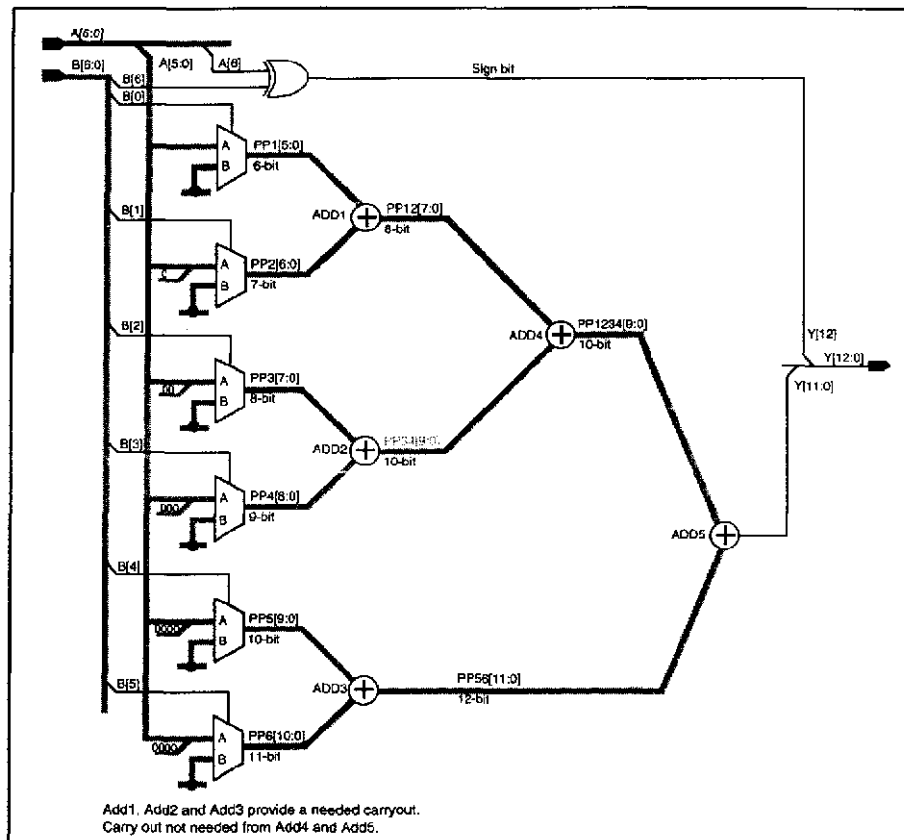 A[6:0]
B[6:0]
A[5:0]
A[6]
B[6]
B[0]
Sign bit
A
B
PP1[5:0]
6-bit
B[1]
A
B
PP2[6:0]
7-bit
ADD1
PP12[7:0]
8-bit
B[2]
00
A
B
PP3[7:0]
8-bit
ADD2
PP34[9:0]
10-bit
B[3]
000
A
B
PP4[8:0]
9-bit
ADD4
PP1234[9:0]
10-bit
Y[12]
Y[12:0]
Y[11:0]
B[4]
0000
A
B
PP5[9:0]
10-bit
B[5]
0000
A
B
PP6[10:0]
11-bit
ADD3
PP56[11:0]
12-bit
ADD5
Add1, Add2 and Add3 provide a needed carryout.
Carry out not needed from Add4 and Add5.